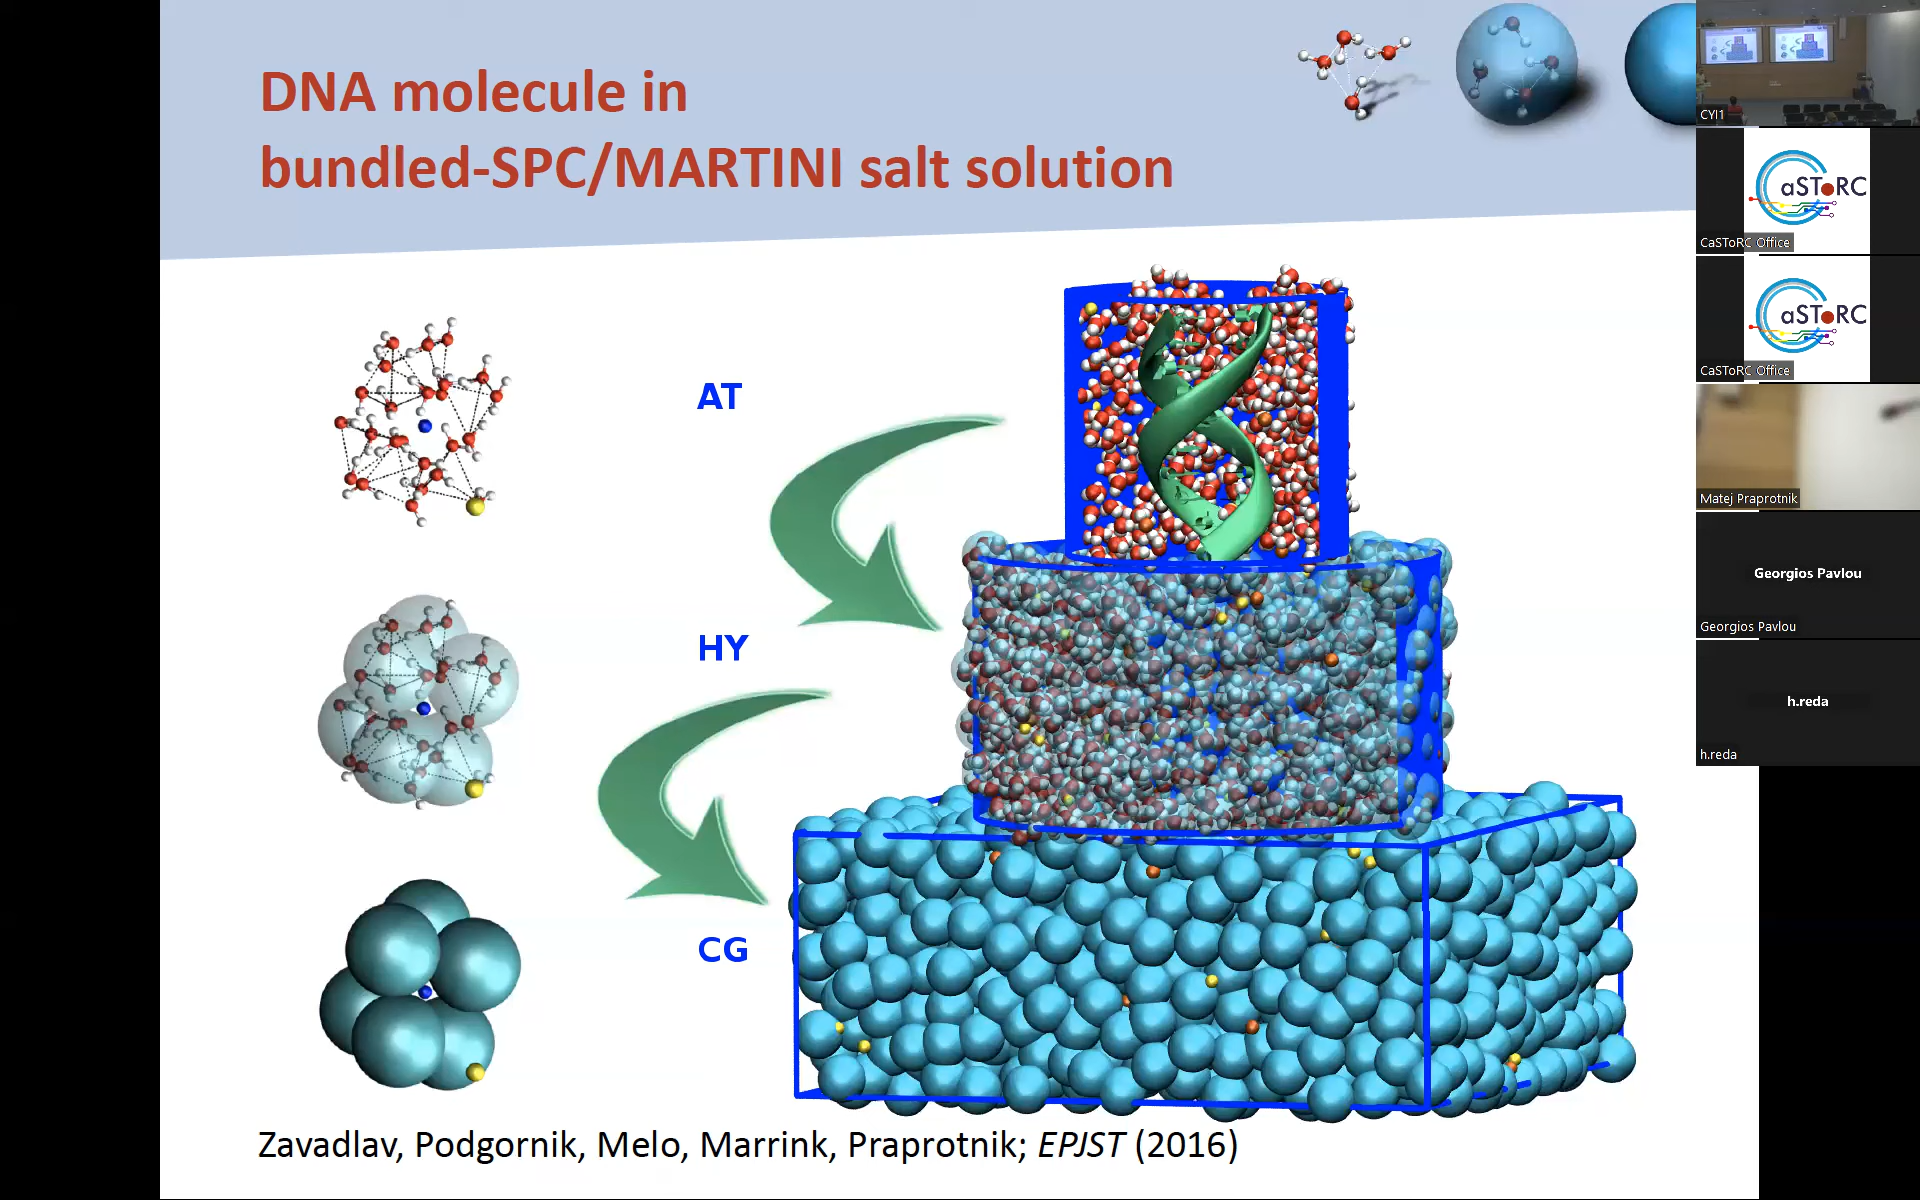 DNA molecule in
bundled-SPC/MARTINI salt solution
AT
HY
CG
Zavadlav, Podgornik, Melo, Marrink, Praprotnik; EPJST (2016)
CYI1
aSToRC
CaSToRC Office
aSToRC
CaSToRC Office
Matej Praprotnik
Georgios Pavlou
Georgios Pavlou
h.reda
h.reda